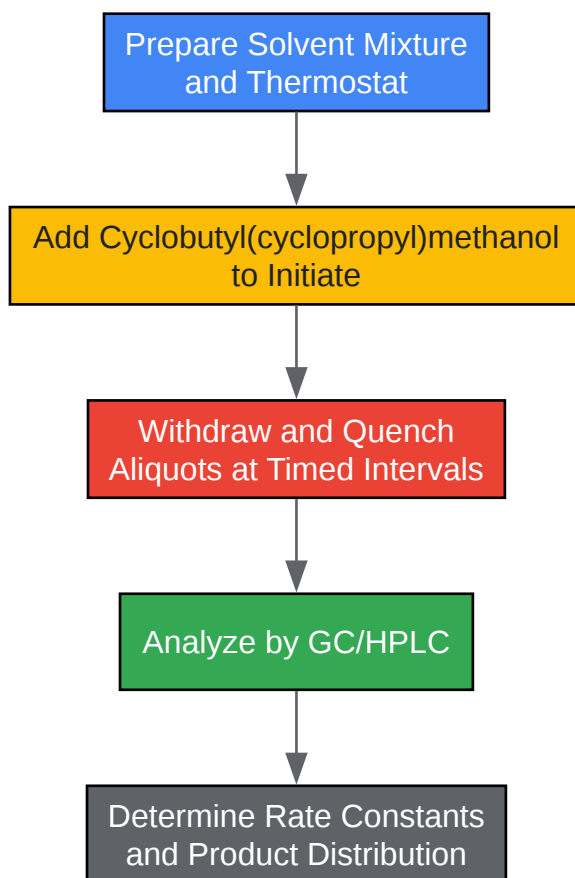 Prepare Solvent Mixture
and Thermostat
Add Cyclobutyl(cyclopropyl)methanol
to Initiate
Withdraw and Quench
Aliquots at Timed Intervals
Analyze by GC/HPLC
Determine Rate Constants
and Product Distribution